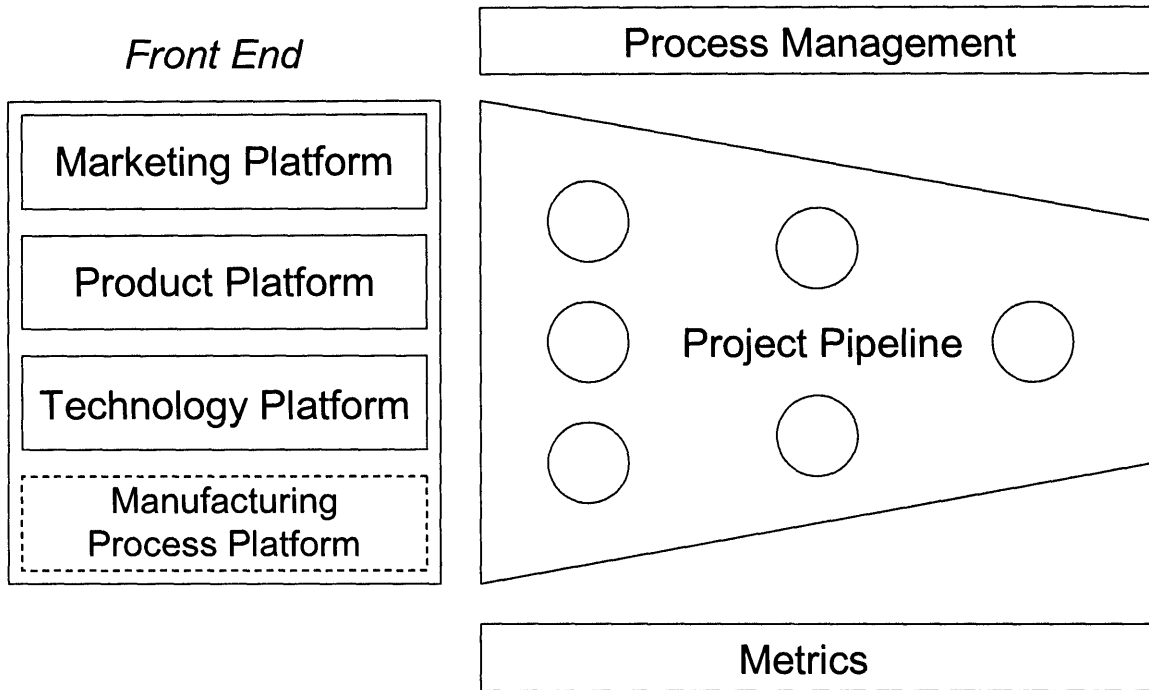 Front End
Process Management
Marketing Platform
Product Platform
Technology Platform
Manufacturing
Process Platform
Project Pipeline
Metrics